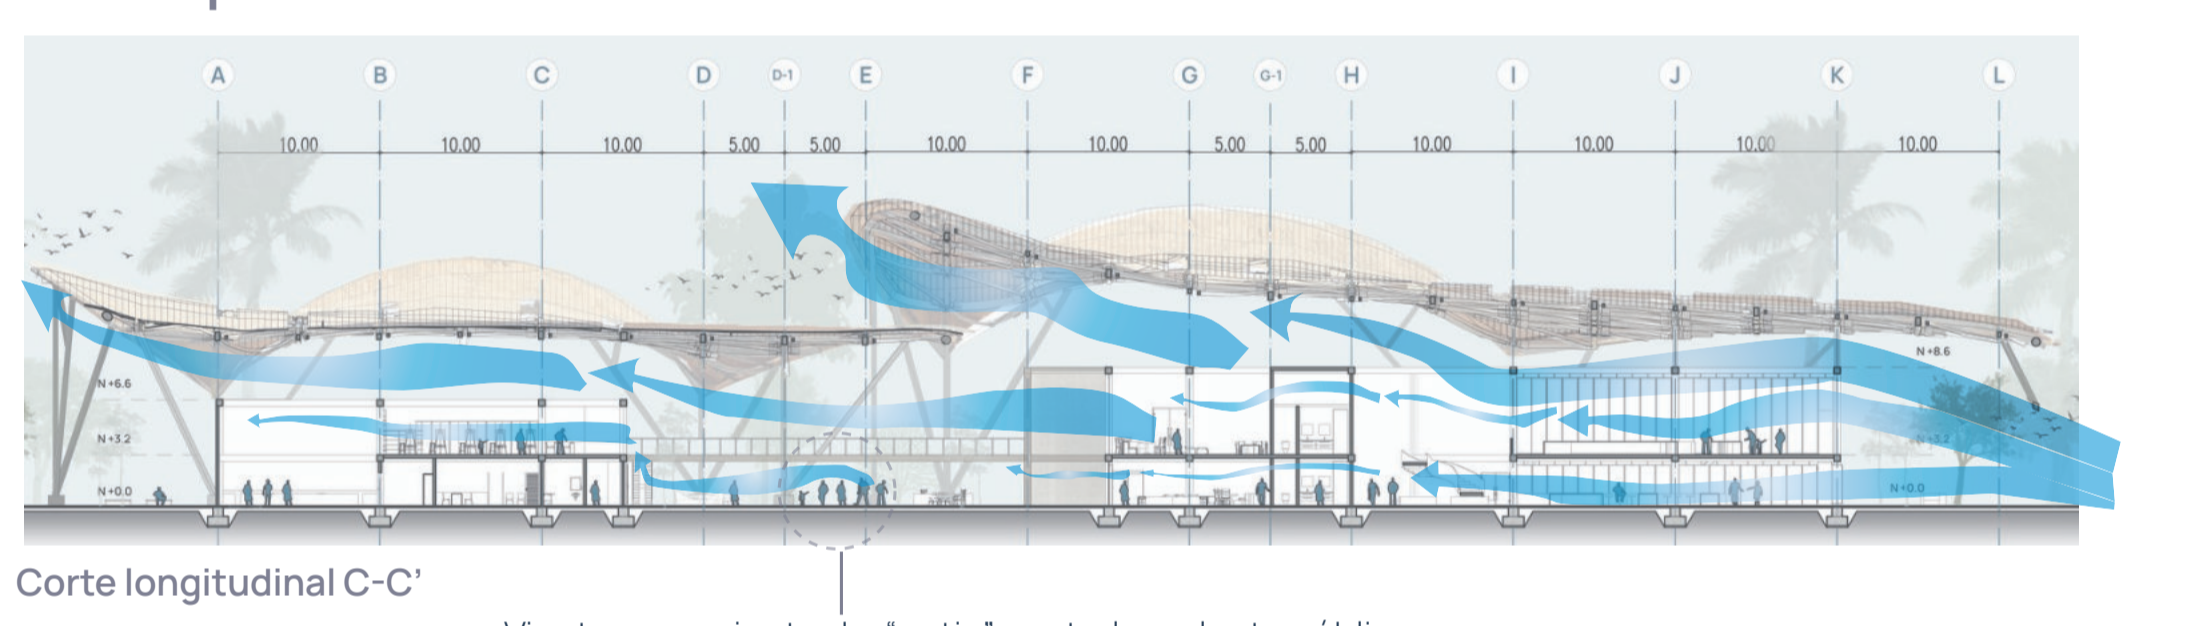 A B C D D-1 E F G G-1 H I J K L
10.00 10.00 10.00 5.00 5.00 10.00 10.00 5.00 5.00 10.00 10.00 10.00 10.00
N+8.6
N+6.6
N+3.2 N+3.2
N+0.0 N+0.0
Corte longitudinal C-C’